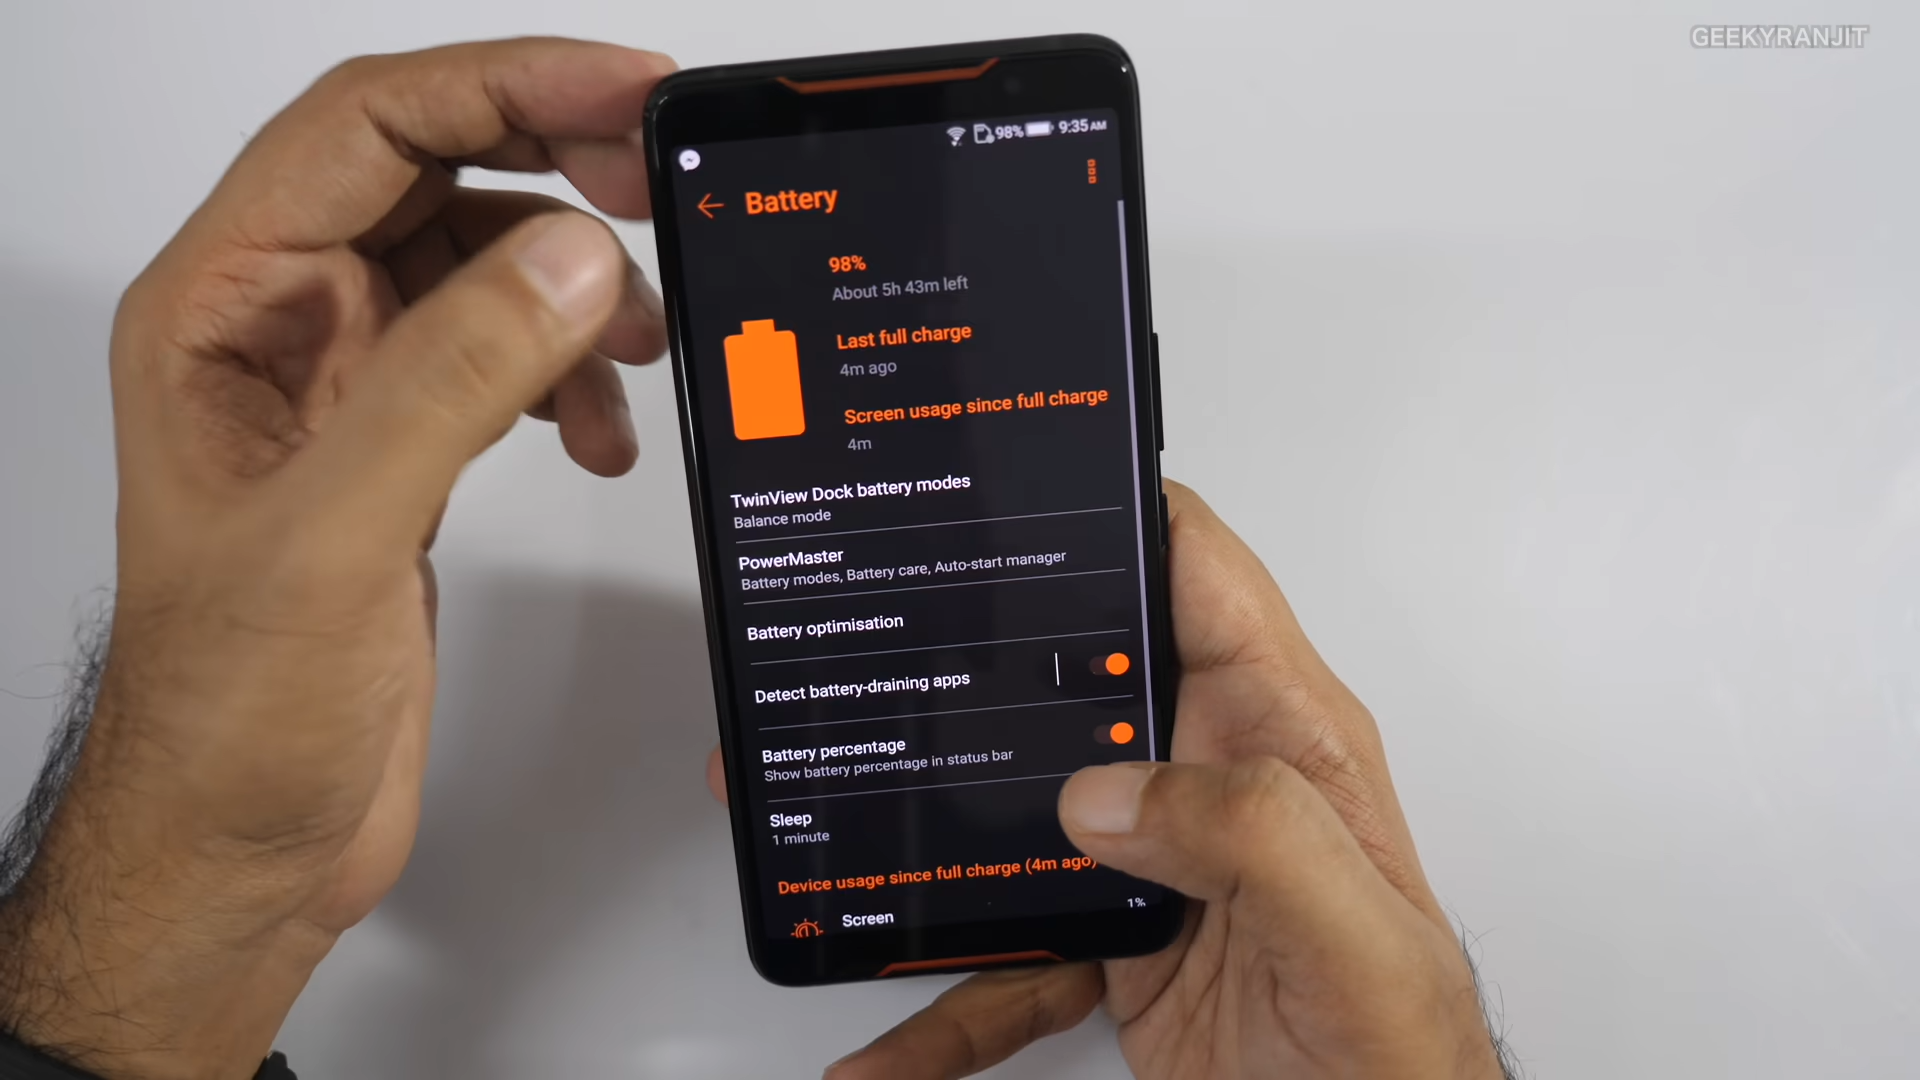 GEEKYRANJIT
98% 9:35 AM
Battery
98%
About 5h 43m left
Last full charge
4m ago
Screen usage since full charge
4m
TwinView Dock battery modes
Balance mode
PowerMaster
Battery modes, Battery care, Auto-start manager
Battery optimisation
Detect battery-draining apps
Battery percentage
Show battery percentage in status bar
Sleep
1 minute
Device usage since full charge (4m ago)
Screen 1%